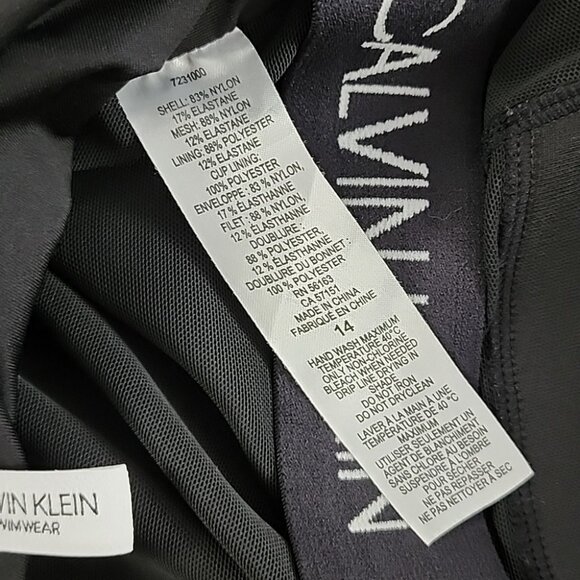 7231000
SHELL: 83% NYLON
17% ELASTANE
MESH: 88% NYLON
12% ELASTANE
LINING: 88% POLYESTER
12% ELASTANE
CUP LINING:
100% POLYESTER
ENVELOPPE: 83 % NYLON,
17 % ÉLASTHANNE
FILET : 88 % NYLON,
12 % ÉLASTHANNE
DOUBLURE :
88 % POLYESTER,
12 % ÉLASTHANNE
DOUBLURE DU BONNET :
100 % POLYESTER
RN 56163
CA 57151
MADE IN CHINA
FABRIQUÉ EN CHINE
14
HAND WASH MAXIMUM
TEMPERATURE 40°C
ONLY NON-CHLORINE
BLEACH WHEN NEEDED
DRIP LINE DRYING IN
SHADE
DO NOT IRON
DO NOT DRYCLEAN
LAVER À LA MAIN À UNE
TEMPÉRATURE DE 40 °C
MAXIMUM
UTILISER SEULEMENT UN
AGENT DE BLANCHIMENT
SANS CHLORE AU BESOIN
SUSPENDRE À L'OMBRE
POUR SÉCHER
NE PAS REPASSER
NE PAS NETTOYER À SEC
CALVIN
IN
VIN KLEIN
WIMWEAR